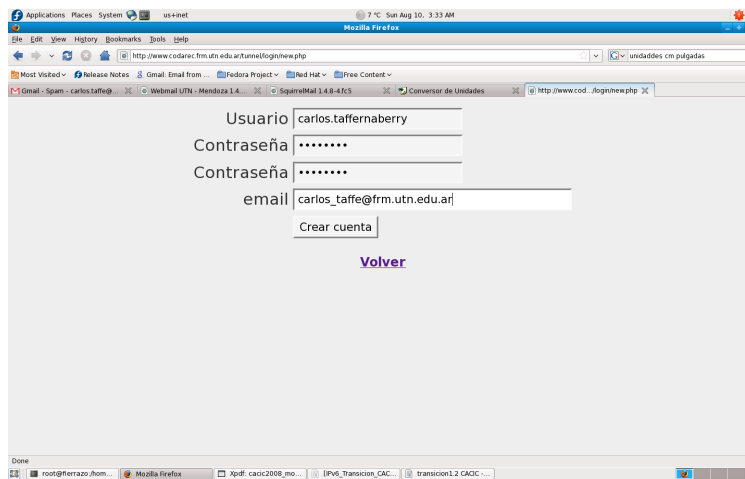 Applications Places System us+inet 7 °C Sun Aug 10, 3:33 AM
Mozilla Firefox
File Edit View History Bookmarks Tools Help
http://www.codarec.frm.utn.edu.ar/tunnel/login/new.php unidaddes cm pulgadas
Most Visited Release Notes Gmail: Email from ... Fedora Project Red Hat Free Content
Gmail - Spam - carlos.taffe@... Webmail UTN - Mendoza 1.4.... SquirrelMail 1.4.8-4.fc5 Conversor de Unidades http://www.cod.../login/new.php
Usuario carlos.taffernaberry
Contraseña ••••••••
Contraseña ••••••••
email carlos_taffe@frm.utn.edu.ar
Crear cuenta
Volver
Done
root@fierrazo:/hom... Mozilla Firefox Xpdf: cacic2008_mo... [IPv6_Transicion_CAC... transicion1.2 CACIC -...